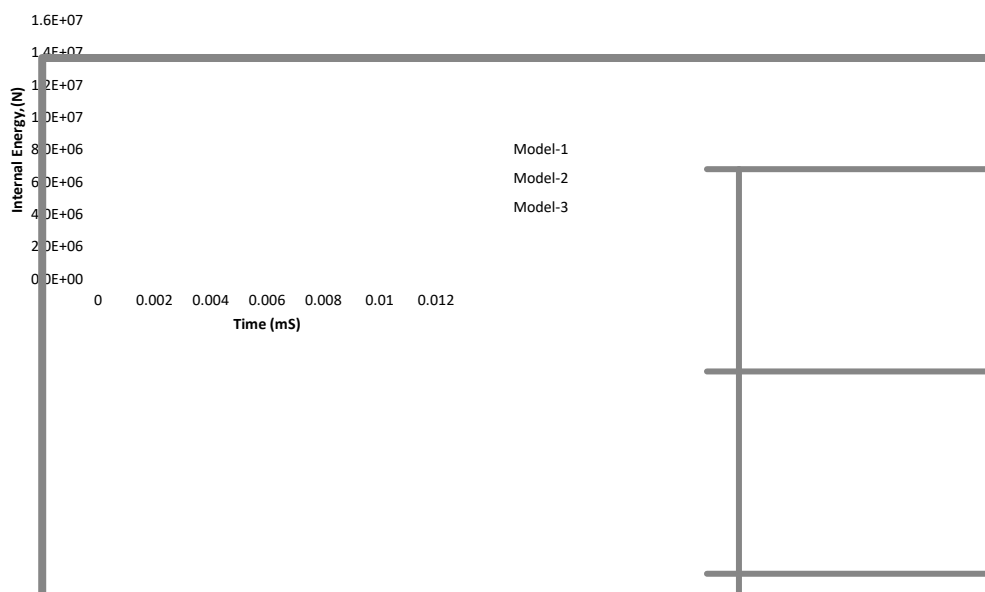 1.6E+07
1.4E+07
1.2E+07
1.0E+07
8.0E+06
6.0E+06
4.0E+06
2.0E+06
0.0E+00
Internal Energy,(N)
0 0.002 0.004 0.006 0.008 0.01 0.012
Time (mS)
Model-1
Model-2
Model-3